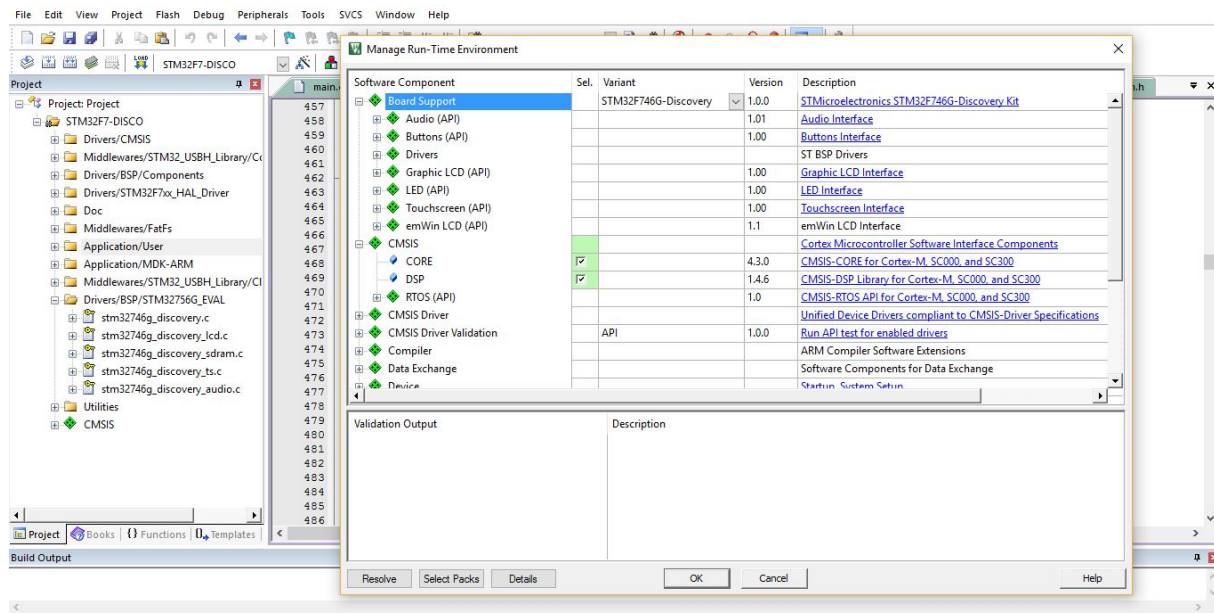 File Edit View Project Flash Debug Peripherals Tools SVCS Window Help
STM32F7-DISCO
Project
Project: Project
STM32F7-DISCO
Drivers/CMSIS
Middlewares/STM32_USBH_Library/Co
Drivers/BSP/Components
Drivers/STM32F7xx_HAL_Driver
Doc
Middlewares/FatFs
Application/User
Application/MDK-ARM
Middlewares/STM32_USBH_Library/Cl
Drivers/BSP/STM32756G_EVAL
stm32746g_discovery.c
stm32746g_discovery_lcd.c
stm32746g_discovery_sdram.c
stm32746g_discovery_ts.c
stm32746g_discovery_audio.c
Utilities
CMSIS
Project Books Functions Templates
Build Output
main.
457
458
459
460
461
462
463
464
465
466
467
468
469
470
471
472
473
474
475
476
477
478
479
480
481
482
483
484
485
486
Manage Run-Time Environment
Software Component Sel. Variant Version Description
Board Support STM32F746G-Discovery 1.0.0 STMicroelectronics STM32F746G-Discovery Kit
Audio (API) 1.01 Audio Interface
Buttons (API) 1.00 Buttons Interface
Drivers ST BSP Drivers
Graphic LCD (API) 1.00 Graphic LCD Interface
LED (API) 1.00 LED Interface
Touchscreen (API) 1.00 Touchscreen Interface
emWin LCD (API) 1.1 emWin LCD Interface
CMSIS Cortex Microcontroller Software Interface Components
CORE 4.3.0 CMSIS-CORE for Cortex-M, SC000, and SC300
DSP 1.4.6 CMSIS-DSP Library for Cortex-M, SC000, and SC300
RTOS (API) 1.0 CMSIS-RTOS API for Cortex-M, SC000, and SC300
CMSIS Driver Unified Device Drivers compliant to CMSIS-Driver Specifications
CMSIS Driver Validation API 1.0.0 Run API test for enabled drivers
Compiler ARM Compiler Software Extensions
Data Exchange Software Components for Data Exchange
Device Startup, System Setup
Validation Output Description
Resolve Select Packs Details OK Cancel Help